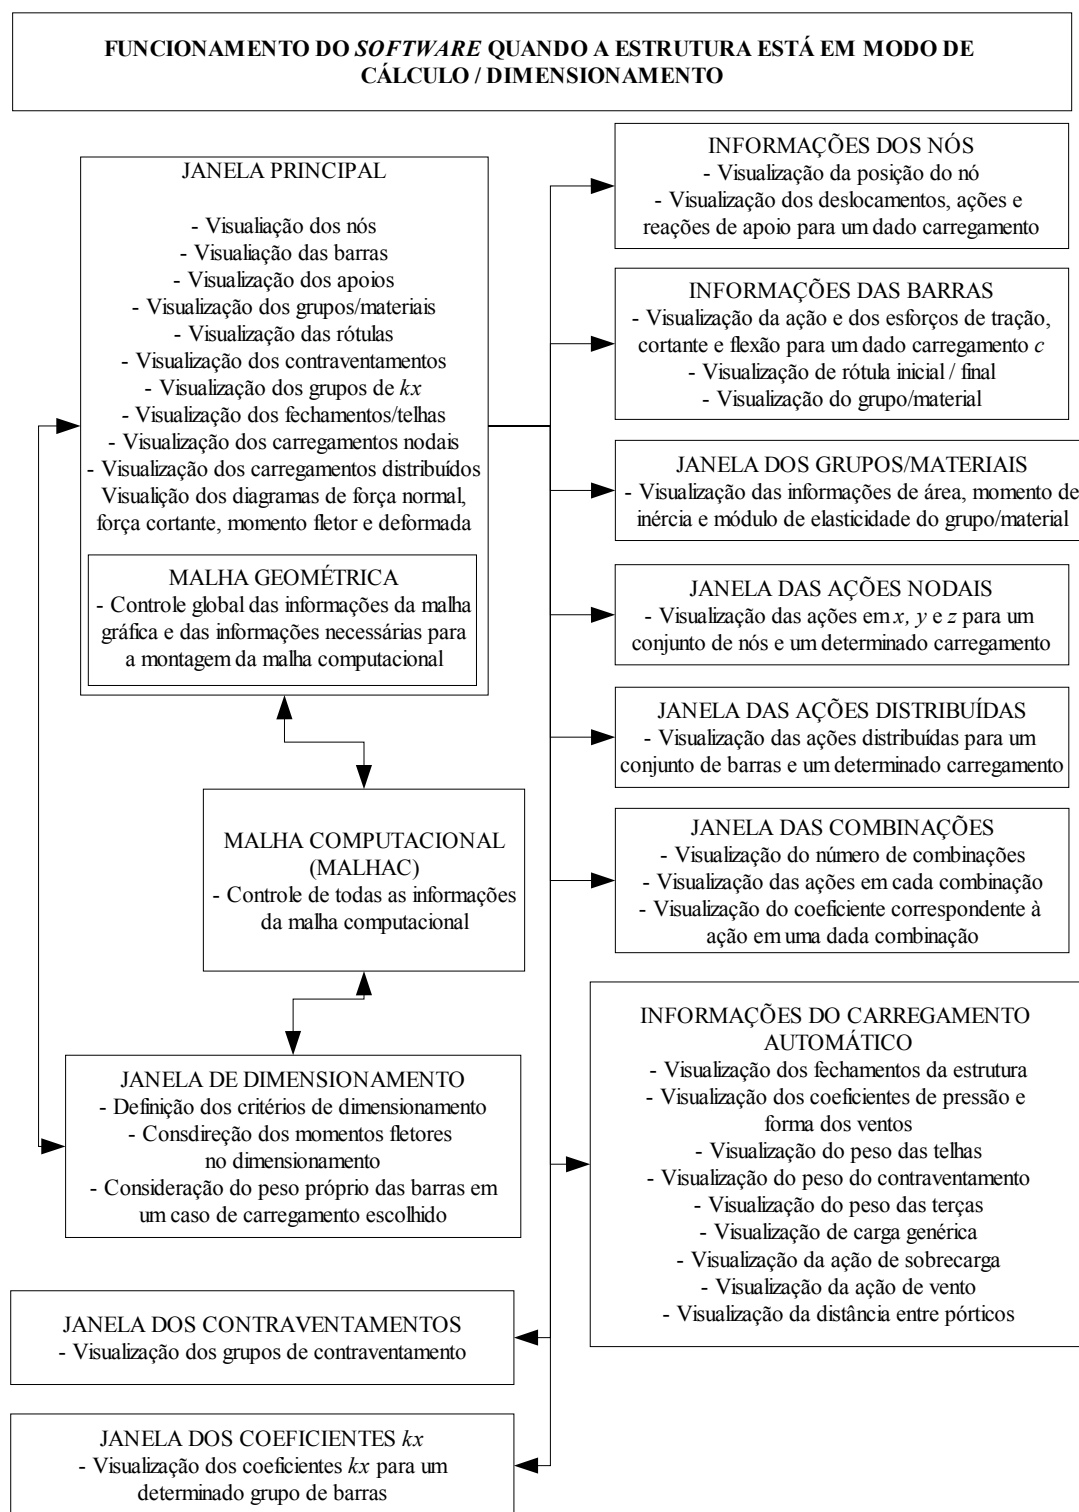 FUNCIONAMENTO DO SOFTWARE QUANDO A ESTRUTURA ESTÁ EM MODO DE
CÁLCULO / DIMENSIONAMENTO
JANELA PRINCIPAL
- Visualiação dos nós
- Visualiação das barras
- Visualização dos apoios
- Visualização dos grupos/materiais
- Visualização das rótulas
- Visualização dos contraventamentos
- Visualização dos grupos de kx
- Visualização dos fechamentos/telhas
- Visualização dos carregamentos nodais
- Visualização dos carregamentos distribuídos
Visualição dos diagramas de força normal,
força cortante, momento fletor e deformada
MALHA GEOMÉTRICA
- Controle global das informações da malha
gráfica e das informações necessárias para
a montagem da malha computacional
MALHA COMPUTACIONAL
(MALHAC)
- Controle de todas as informações
da malha computacional
JANELA DE DIMENSIONAMENTO
- Definição dos critérios de dimensionamento
- Consdireção dos momentos fletores
no dimensionamento
- Consideração do peso próprio das barras em
um caso de carregamento escolhido
JANELA DOS CONTRAVENTAMENTOS
- Visualização dos grupos de contraventamento
JANELA DOS COEFICIENTES kx
- Visualização dos coeficientes kx para um
determinado grupo de barras
INFORMAÇÕES DOS NÓS
- Visualização da posição do nó
- Visualização dos deslocamentos, ações e
reações de apoio para um dado carregamento
INFORMAÇÕES DAS BARRAS
- Visualização da ação e dos esforços de tração,
cortante e flexão para um dado carregamento c
- Visualização de rótula inicial / final
- Visualização do grupo/material
JANELA DOS GRUPOS/MATERIAIS
- Visualização das informações de área, momento de
inércia e módulo de elasticidade do grupo/material
JANELA DAS AÇÕES NODAIS
- Visualização das ações em x, y e z para um
conjunto de nós e um determinado carregamento
JANELA DAS AÇÕES DISTRIBUÍDAS
- Visualização das ações distribuídas para um
conjunto de barras e um determinado carregamento
JANELA DAS COMBINAÇÕES
- Visualização do número de combinações
- Visualização das ações em cada combinação
- Visualização do coeficiente correspondente à
ação em uma dada combinação
INFORMAÇÕES DO CARREGAMENTO
AUTOMÁTICO
- Visualização dos fechamentos da estrutura
- Visualização dos coeficientes de pressão e
forma dos ventos
- Visualização do peso das telhas
- Visualização do peso do contraventamento
- Visualização do peso das terças
- Visualização de carga genérica
- Visualização da ação de sobrecarga
- Visualização da ação de vento
- Visualização da distância entre pórticos